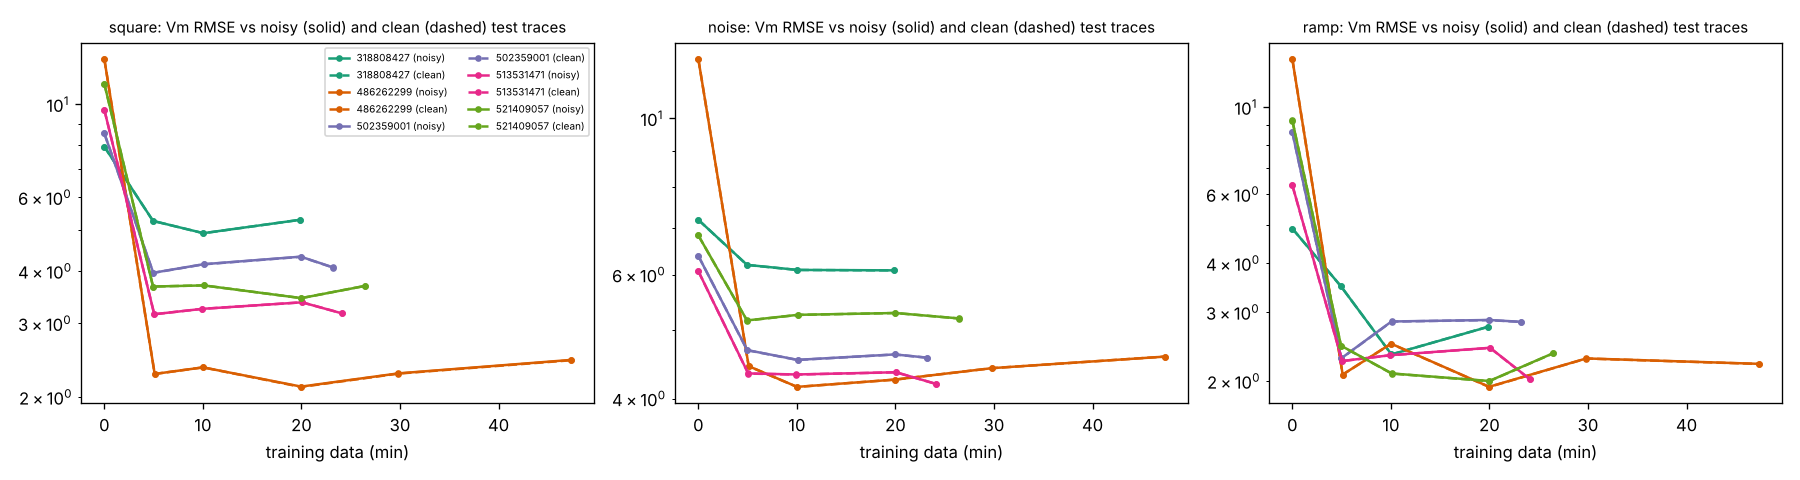 square: Vm RMSE vs noisy (solid) and clean (dashed) test traces
10¹
6 × 10⁰
4 × 10⁰
3 × 10⁰
2 × 10⁰
318808427 (noisy)
318808427 (clean)
486262299 (noisy)
486262299 (clean)
502359001 (noisy)
502359001 (clean)
513531471 (noisy)
513531471 (clean)
521409057 (noisy)
521409057 (clean)
0 10 20 30 40
training data (min)
noise: Vm RMSE vs noisy (solid) and clean (dashed) test traces
10¹
6 × 10⁰
4 × 10⁰
0 10 20 30 40
training data (min)
ramp: Vm RMSE vs noisy (solid) and clean (dashed) test traces
10¹
6 × 10⁰
4 × 10⁰
3 × 10⁰
2 × 10⁰
0 10 20 30 40
training data (min)